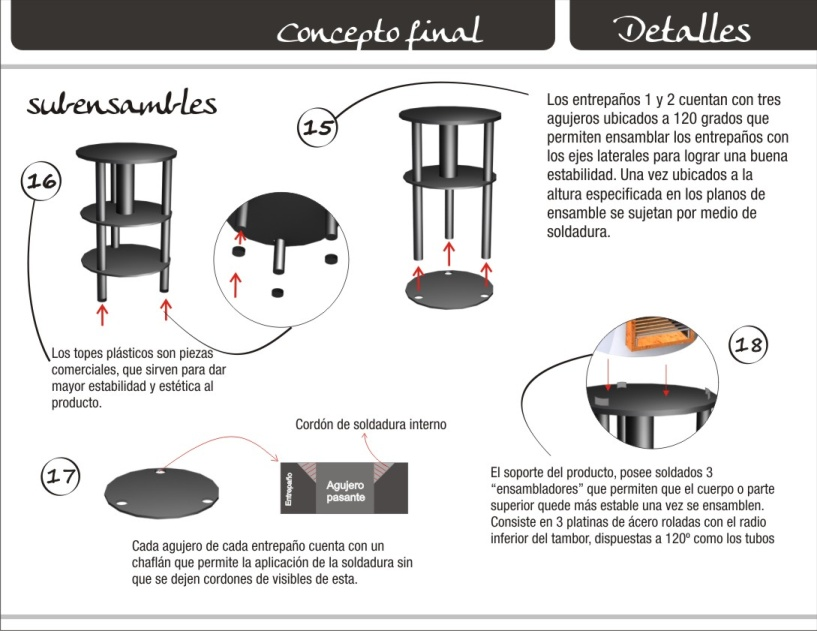 Concepto final
Detalles
subensambles
15
Los entrepaños 1 y 2 cuentan con tres
agujeros ubicados a 120 grados que
permiten ensamblar los entrepaños con
los ejes laterales para lograr una buena
estabilidad. Una vez ubicados a la
altura especificada en los planos de
ensamble se sujetan por medio de
soldadura.
16
Los topes plásticos son piezas
comerciales, que sirven para dar
mayor estabilidad y estética al
producto.
18
El soporte del producto, posee soldados 3
“ensambladores” que permiten que el cuerpo o parte
superior quede más estable una vez se ensamblen.
Consiste en 3 platinas de ácero roladas con el radio
inferior del tambor, dispuestas a 120º como los tubos
17
Cordón de soldadura interno
Entrepaño
Agujero
pasante
Cada agujero de cada entrepaño cuenta con un
chaflán que permite la aplicación de la soldadura sin
que se dejen cordones de visibles de esta.